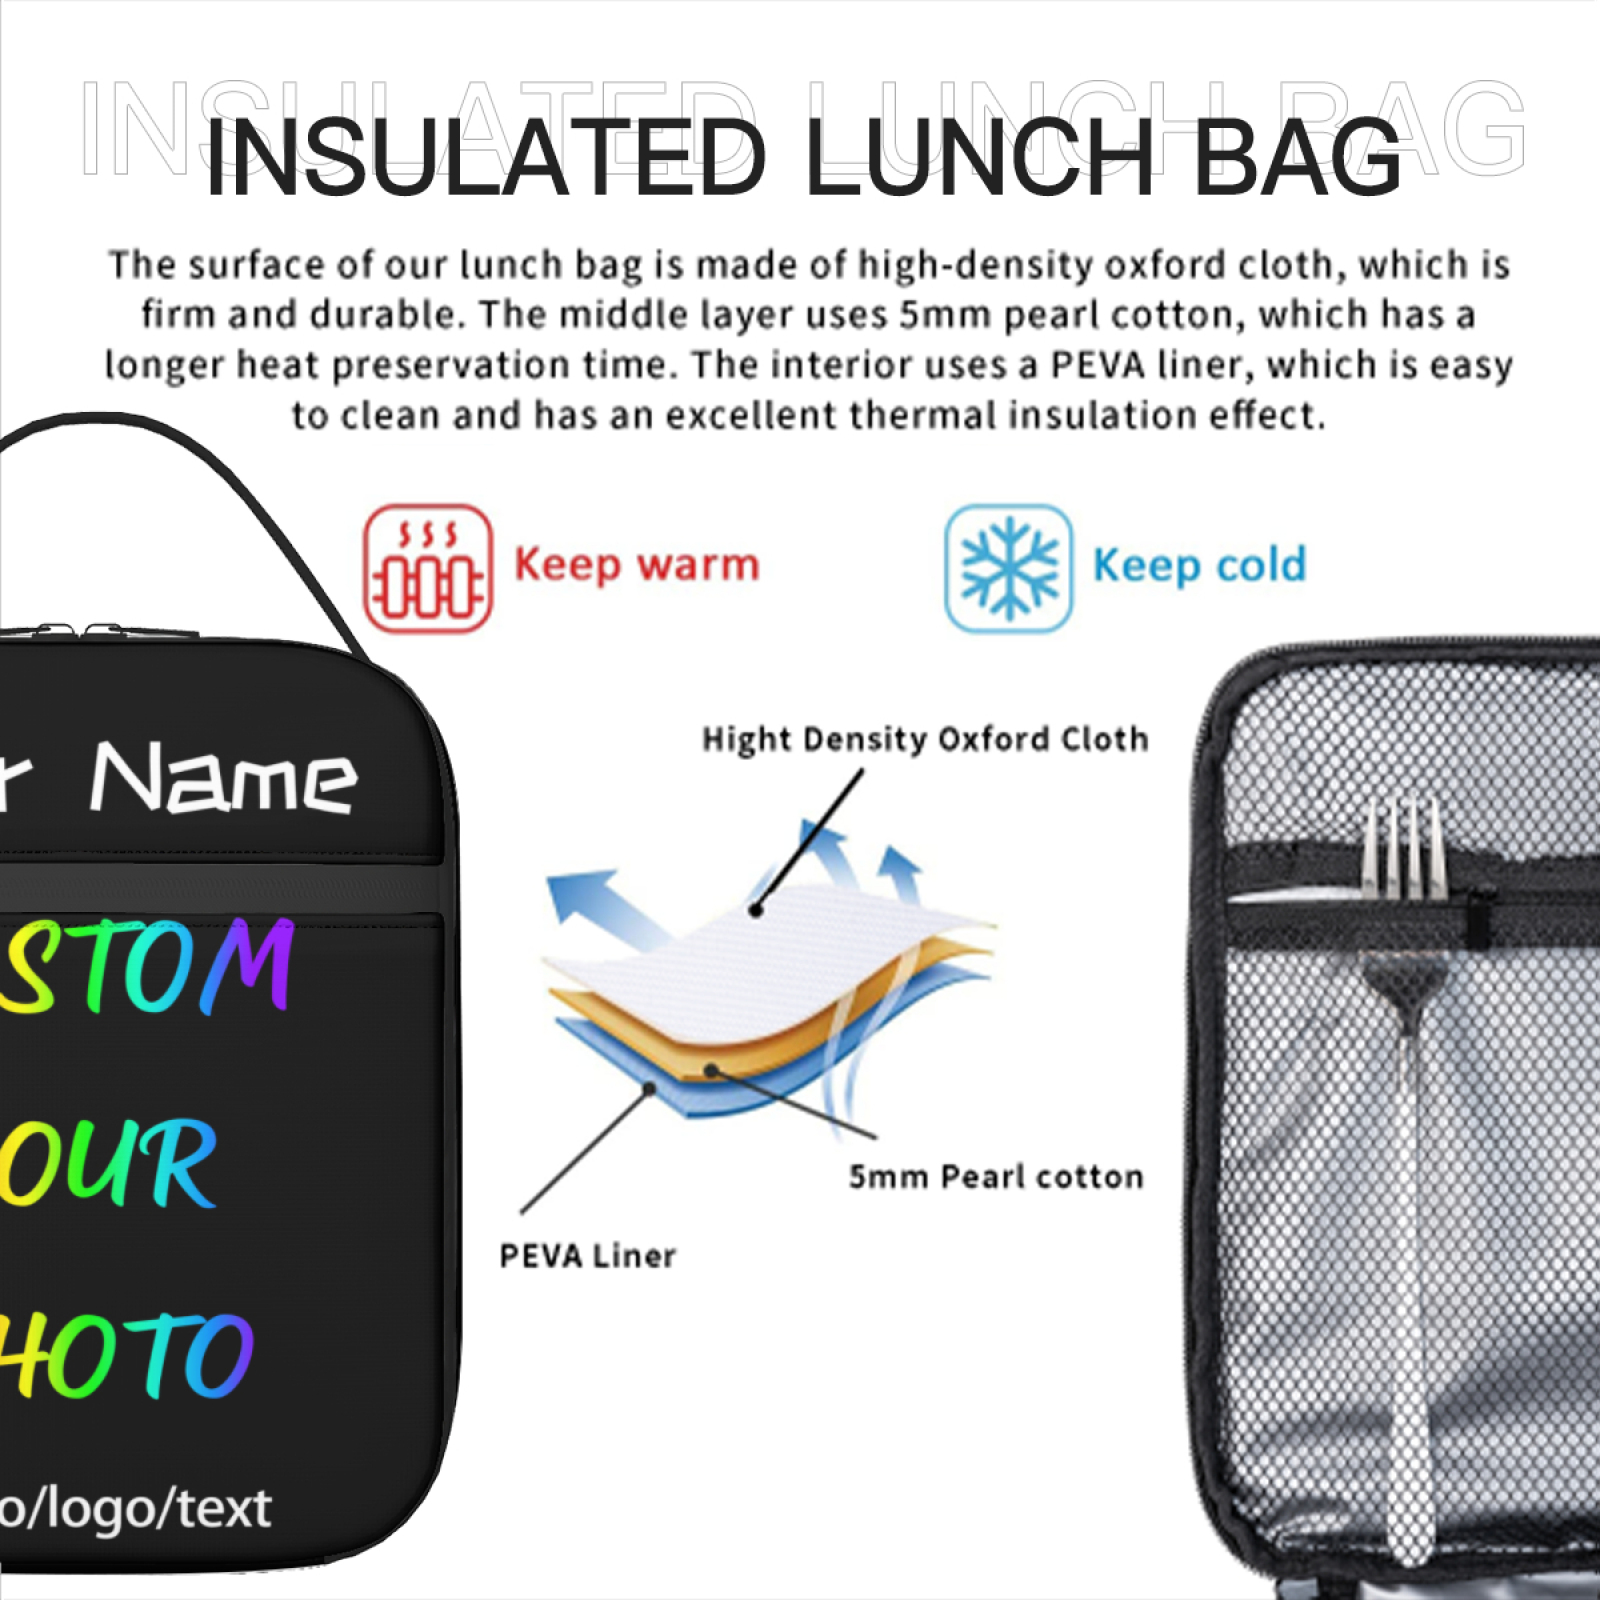 INSULATED LUNCH BAG
INSULATED LUNCH BAG
The surface of our lunch bag is made of high-density oxford cloth, which is
firm and durable. The middle layer uses 5mm pearl cotton, which has a
longer heat preservation time. The interior uses a PEVA liner, which is easy
to clean and has an excellent thermal insulation effect.
Keep warm
Keep cold
Hight Density Oxford Cloth
5mm Pearl cotton
PEVA Liner
r Name
STOM
OUR
HOTO
o/logo/text